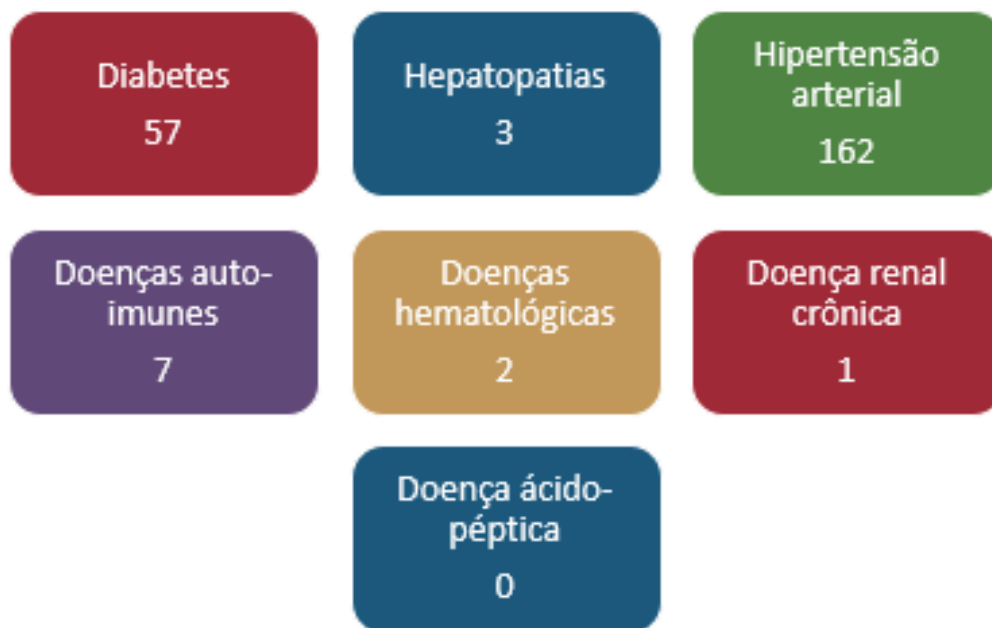 Diabetes
57
Hepatopatias
3
Hipertensão
arterial
162
Doenças auto-
imunes
7
Doenças
hematológicas
2
Doença renal
crônica
1
Doença ácido-
péptica
0